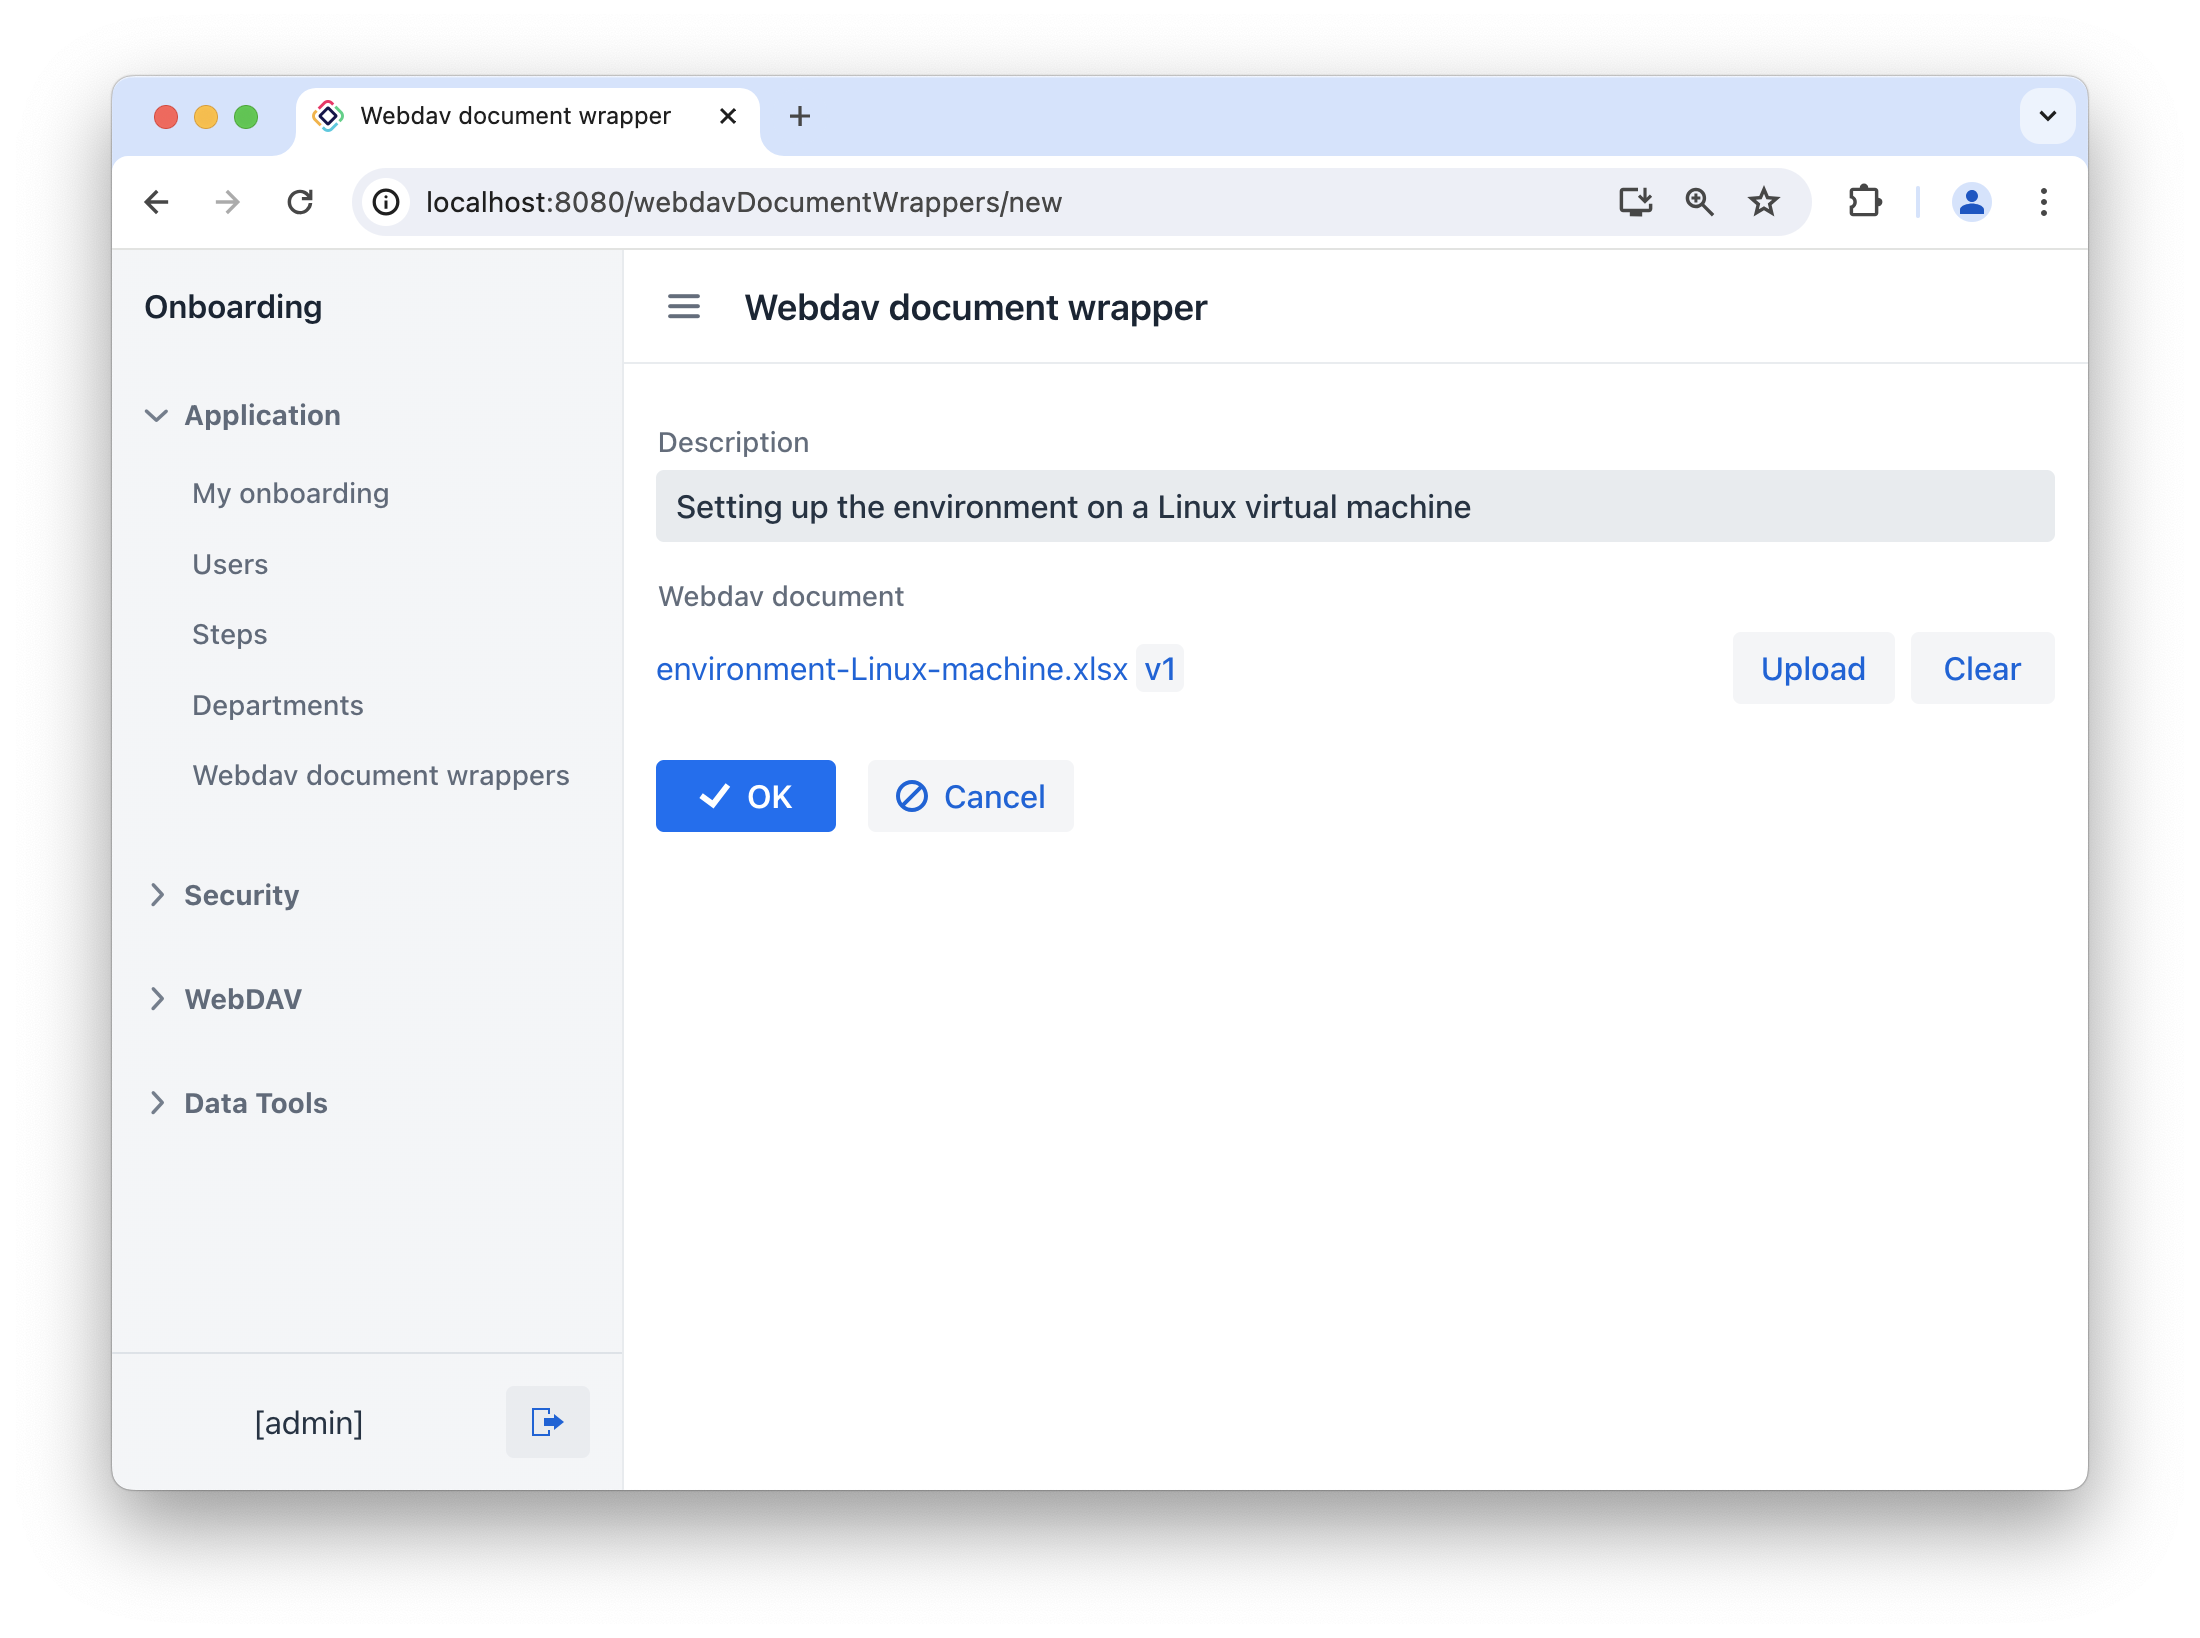 Webdav document wrapper
localhost:8080/webdavDocumentWrappers/new
Onboarding
Application
My onboarding
Users
Steps
Departments
Webdav document wrappers
Security
WebDAV
Data Tools
[admin]
Webdav document wrapper
Description
Setting up the environment on a Linux virtual machine
Webdav document
environment-Linux-machine.xlsx v1 Upload Clear
OK Cancel